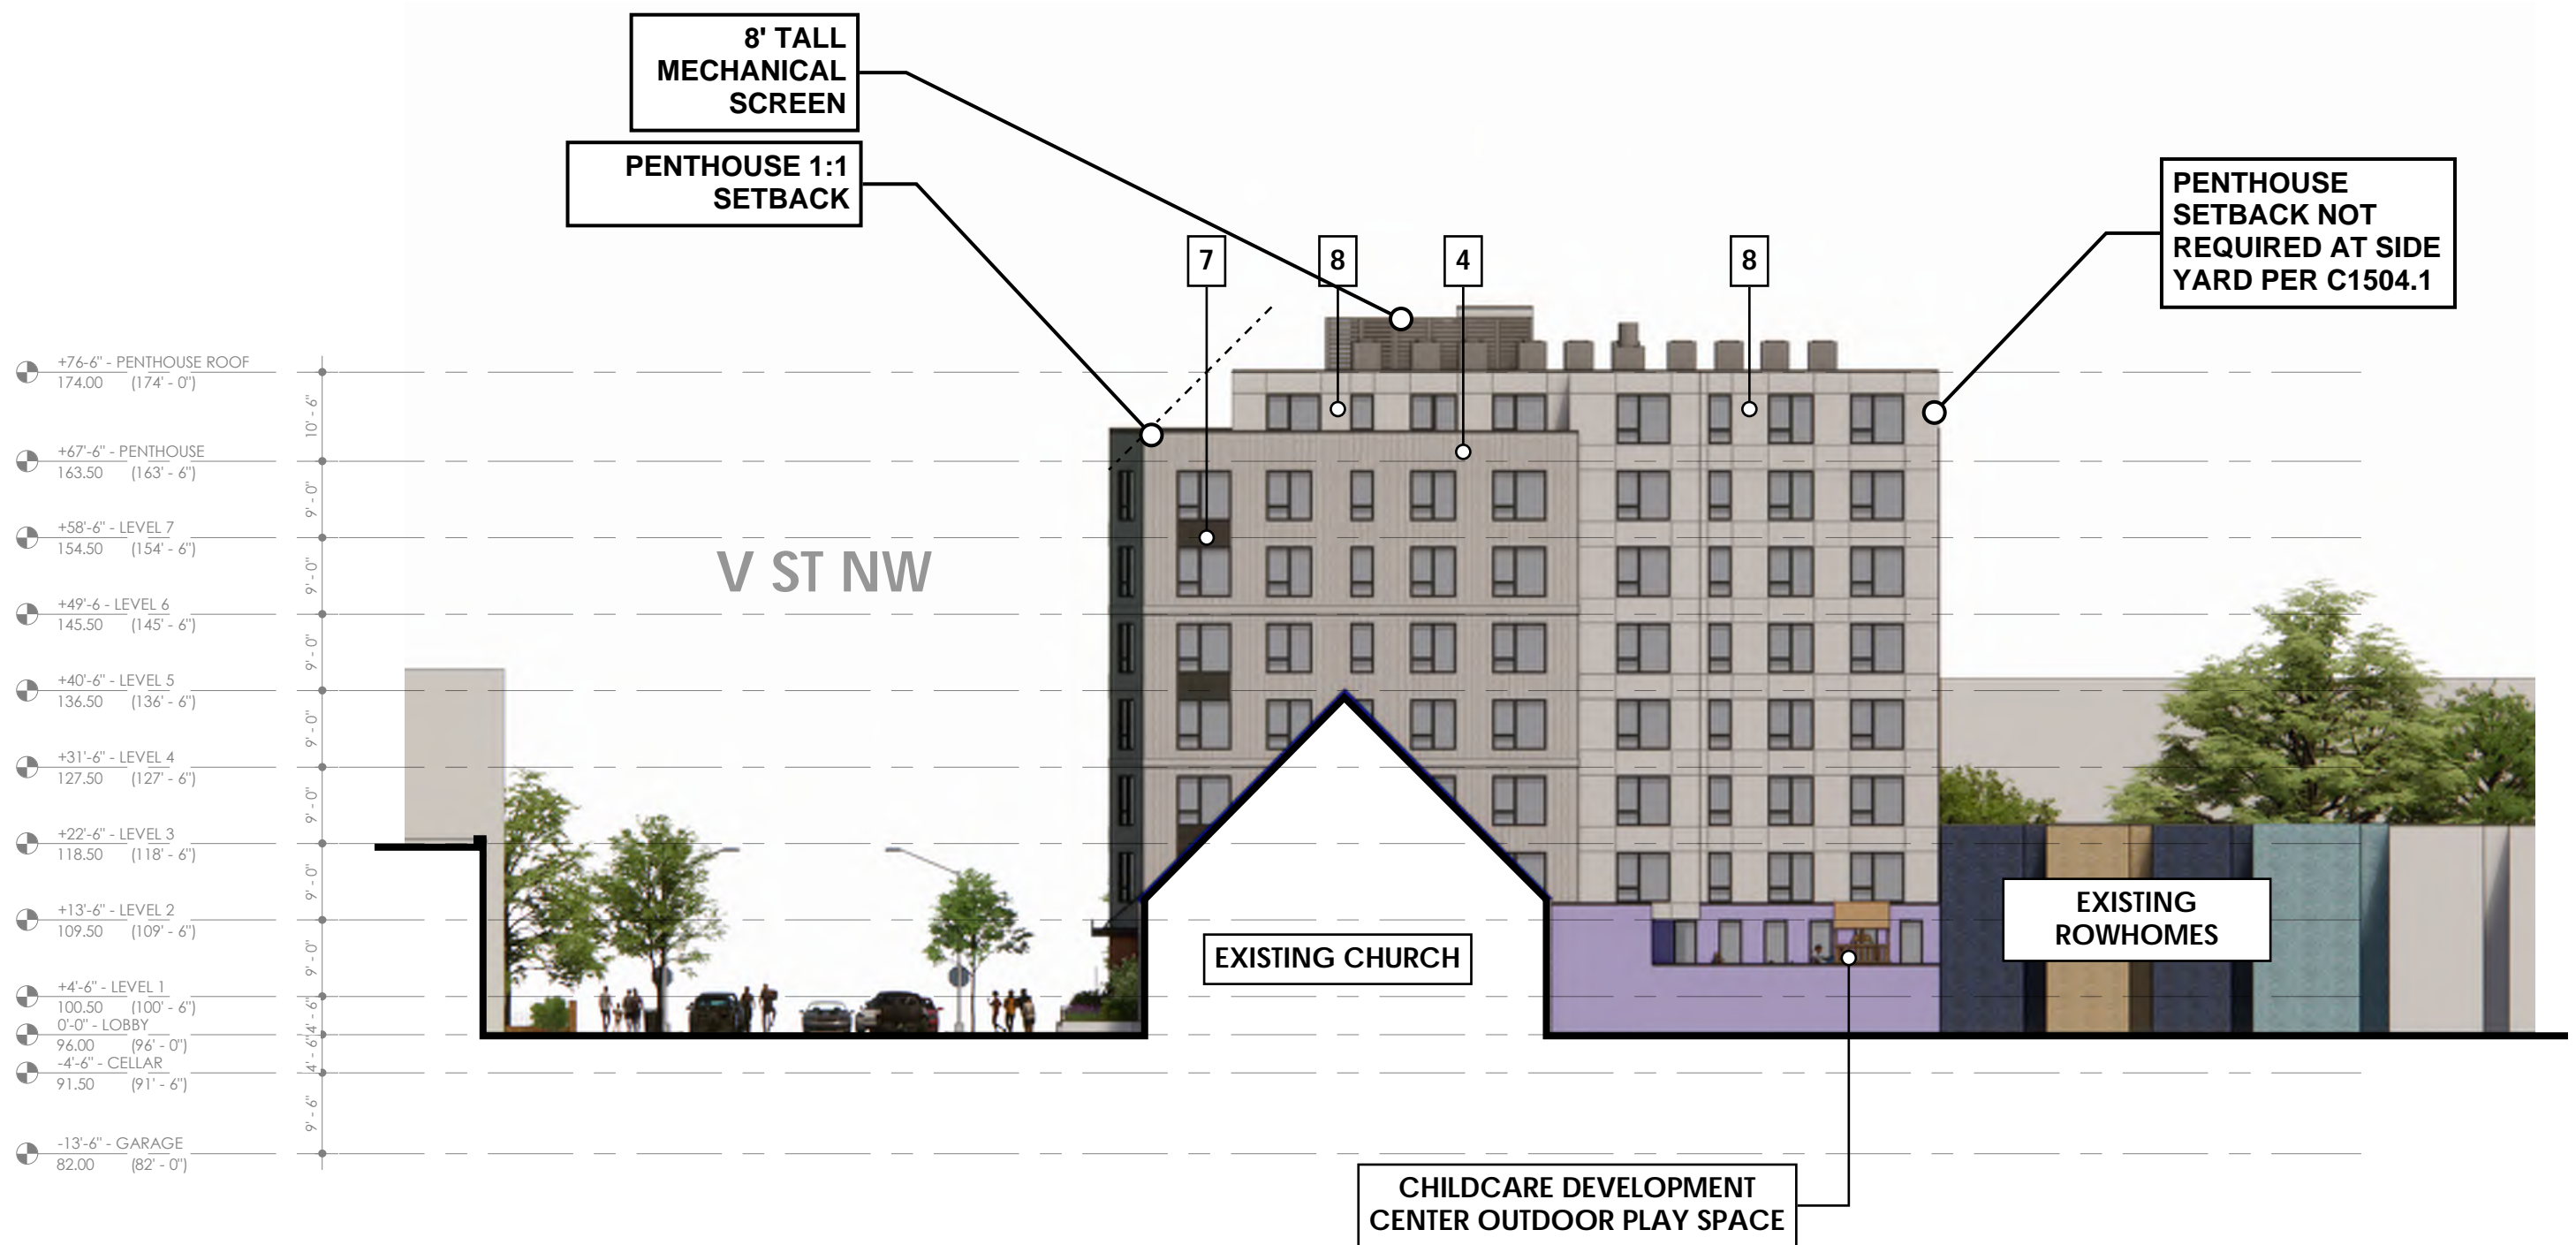 8' TALL
MECHANICAL
SCREEN
PENTHOUSE 1:1
SETBACK
PENTHOUSE
SETBACK NOT
REQUIRED AT SIDE
YARD PER C1504.1
7
8
4
8
+76-6" - PENTHOUSE ROOF
174.00 (174' - 0")
10' - 6"
+67'-6" - PENTHOUSE
163.50 (163' - 6")
9' - 0"
+58'-6" - LEVEL 7
154.50 (154' - 6")
9' - 0"
+49'-6 - LEVEL 6
145.50 (145' - 6")
9' - 0"
+40'-6" - LEVEL 5
136.50 (136' - 6")
9' - 0"
+31'-6" - LEVEL 4
127.50 (127' - 6")
9' - 0"
+22'-6" - LEVEL 3
118.50 (118' - 6")
9' - 0"
+13'-6" - LEVEL 2
109.50 (109' - 6")
9' - 0"
+4'-6" - LEVEL 1
100.50 (100' - 6")
4' - 6"
0'-0" - LOBBY
96.00 (96' - 0")
4' - 6"
-4'-6" - CELLAR
91.50 (91' - 6")
9' - 6"
-13'-6" - GARAGE
82.00 (82' - 0")
V ST NW
EXISTING CHURCH
EXISTING
ROWHOMES
CHILDCARE DEVELOPMENT
CENTER OUTDOOR PLAY SPACE